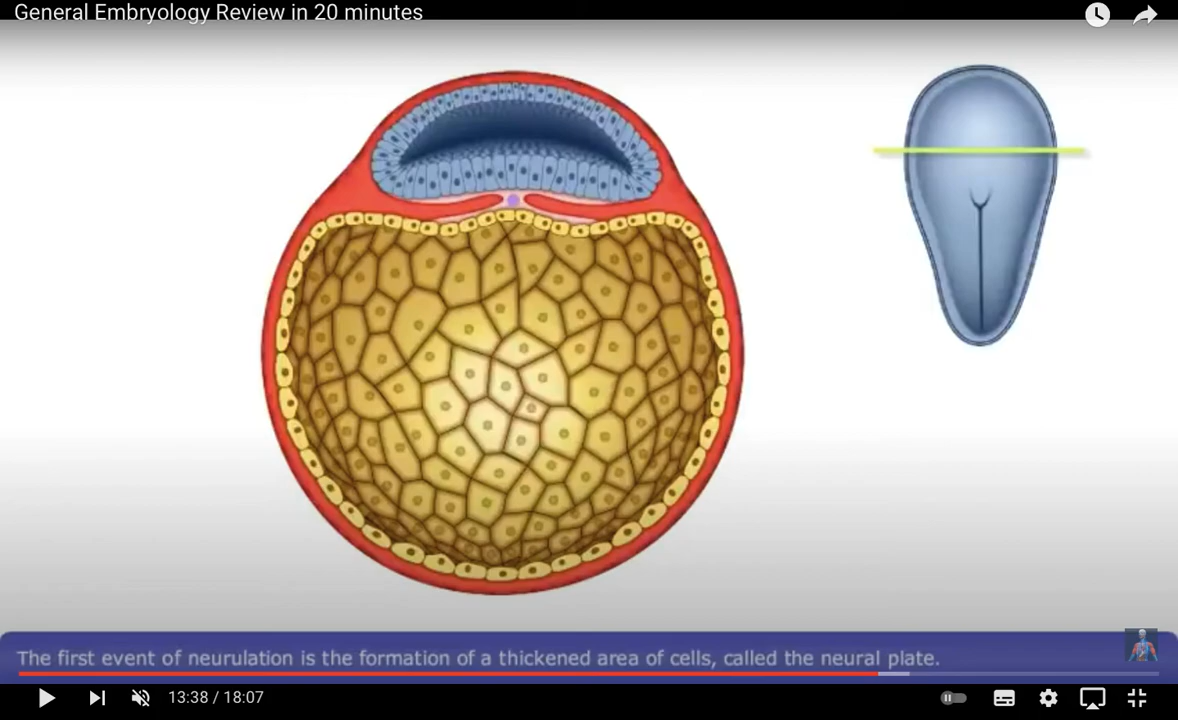 General Embryology Review in 20 minutes
The first event of neurulation is the formation of a thickened area of cells, called the neural plate.
13:38 / 18:07